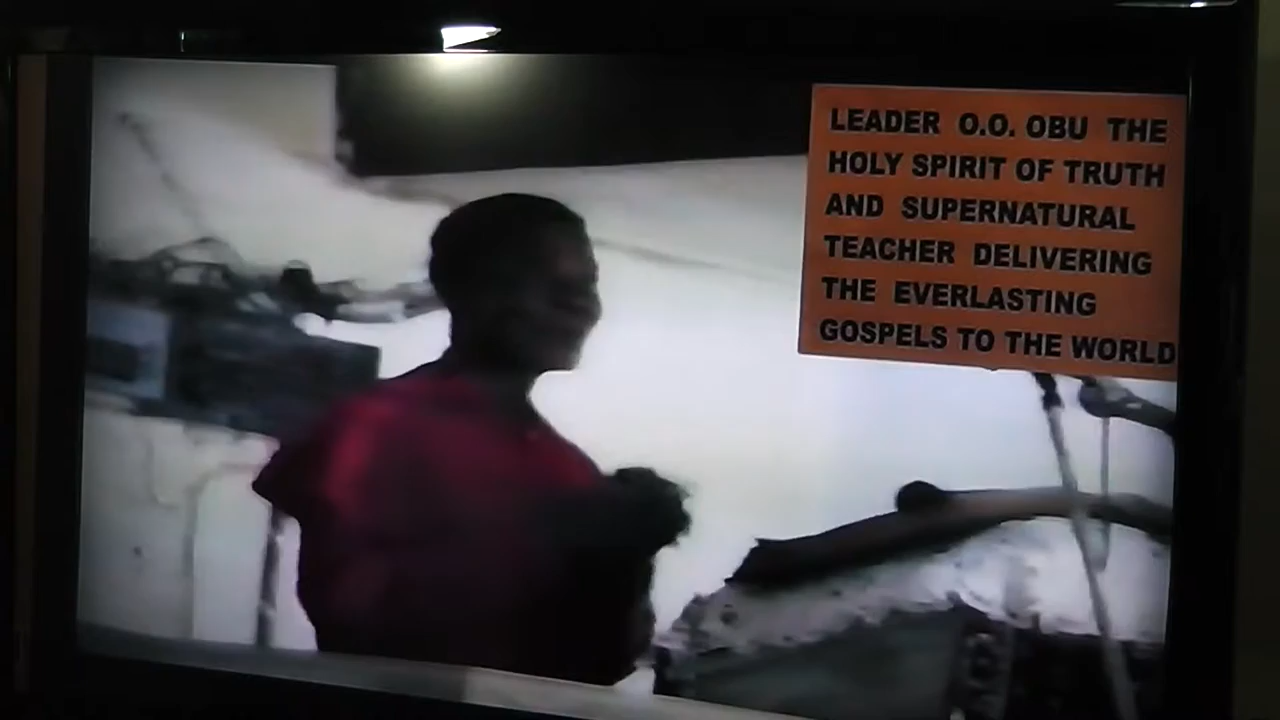 LEADER O.O. OBU THE
HOLY SPIRIT OF TRUTH
AND SUPERNATURAL
TEACHER DELIVERING
THE EVERLASTING
GOSPELS TO THE WORLD